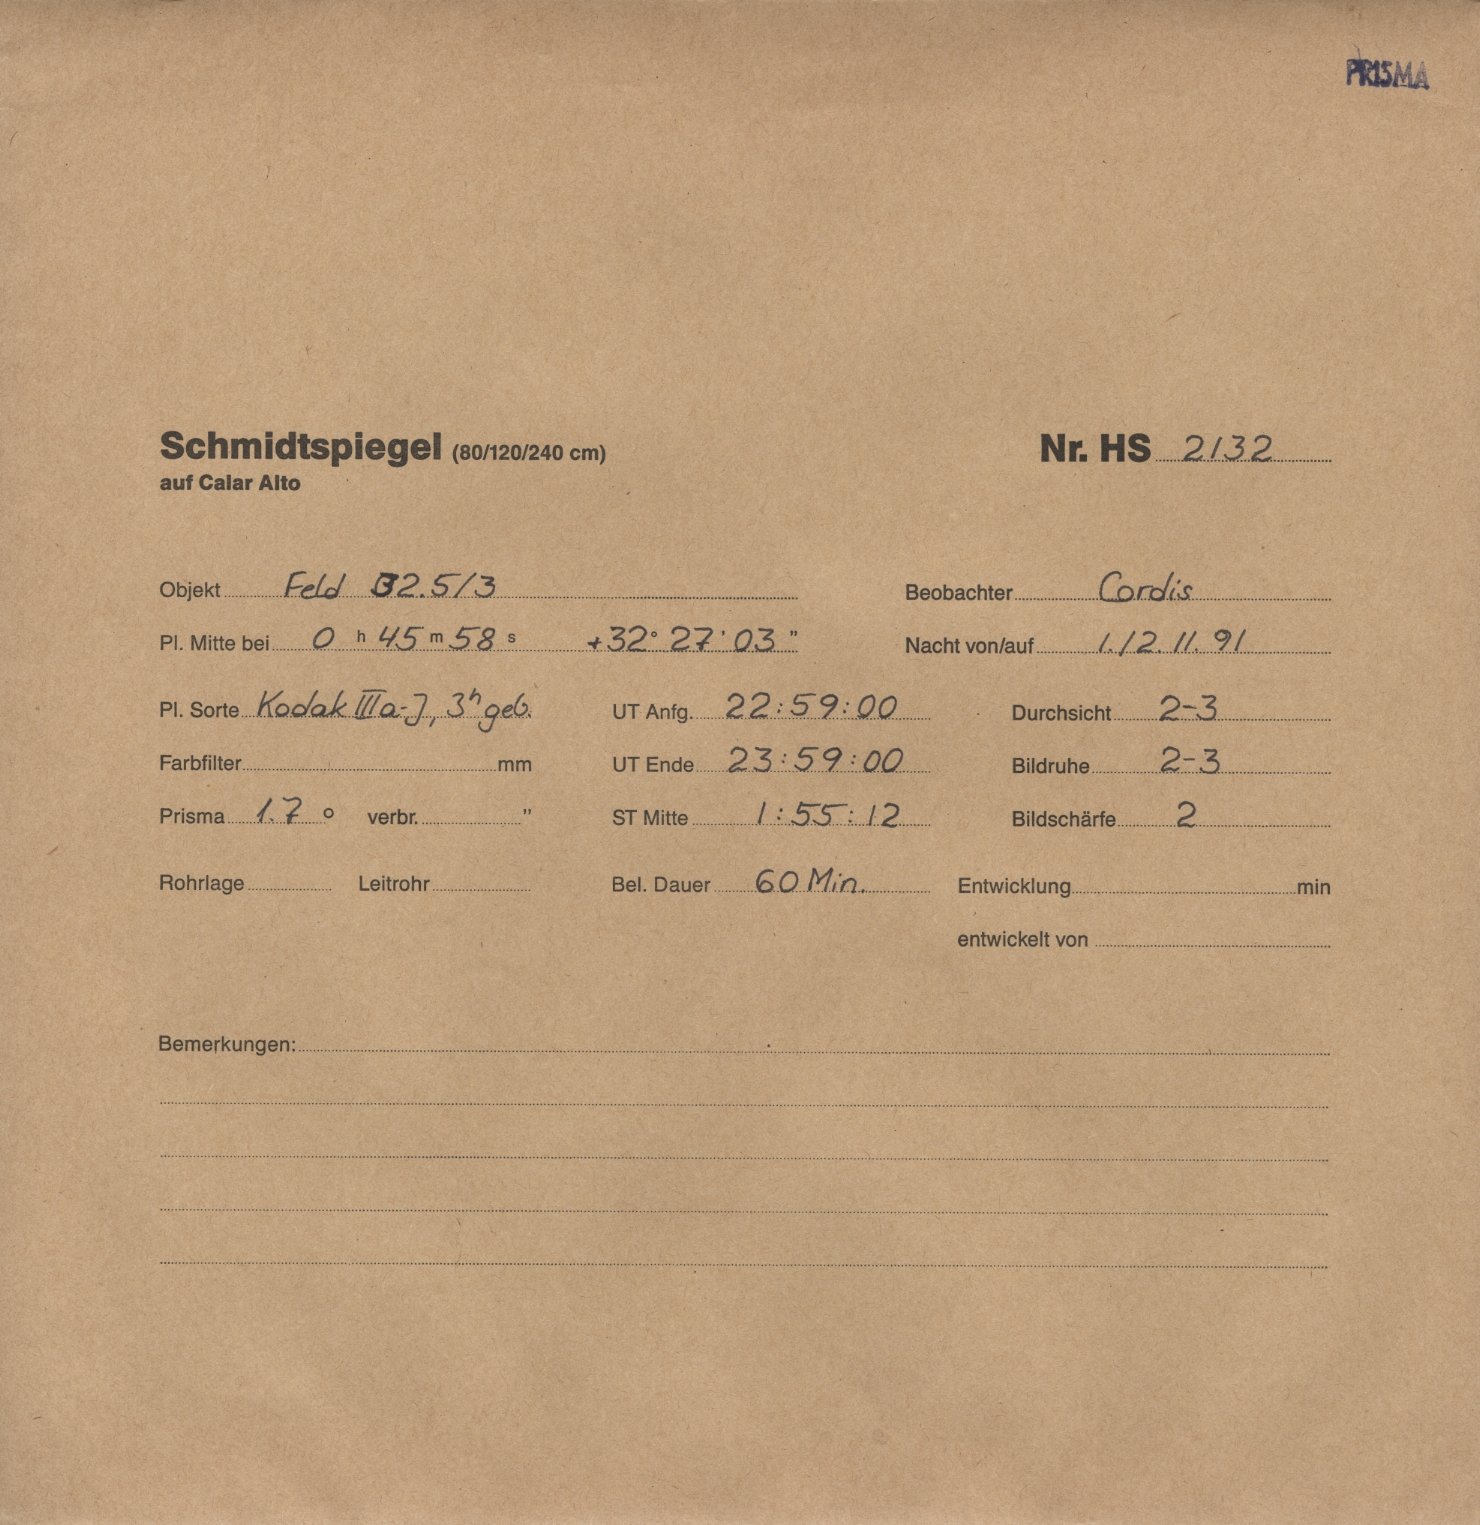 PRISMA
Schmidtspiegel (80/120/240 cm) Nr. HS 2132
auf Calar Alto
Objekt Feld B2.5/3 Beobachter Cordis
Pl. Mitte bei 0 h 45 m 58 s +32° 27' 03 " Nacht von/auf 1./2. 11. 91
Pl. Sorte Kodak IIIa-J, 3h geb. UT Anfg. 22:59:00 Durchsicht 2-3
Farbfilter mm UT Ende 23:59:00 Bildruhe 2-3
Prisma 1.7 ° verbr. " ST Mitte 1:55:12 Bildschärfe 2
Rohrlage Leitrohr Bel. Dauer 60 Min. Entwicklung min
entwickelt von
Bemerkungen: